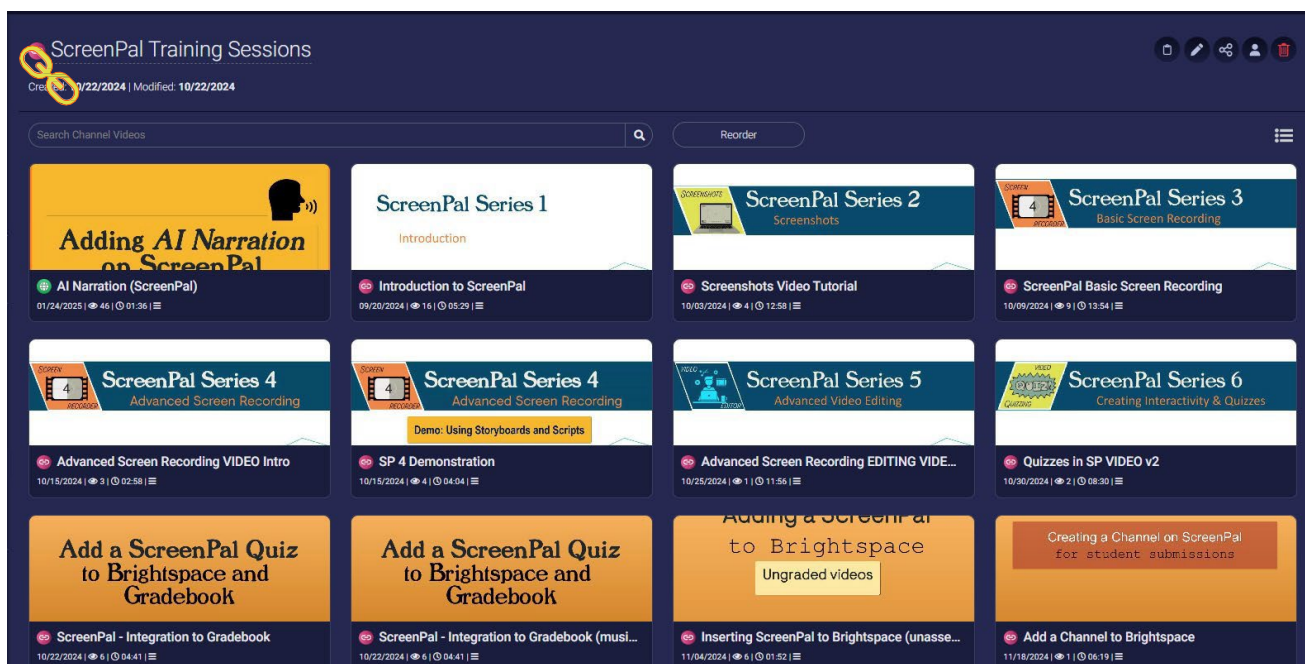 ScreenPal Training Sessions
Created: 10/22/2024 | Modified: 10/22/2024
Search Channel Videos
Reorder
Adding AI Narration
on ScreenPal
AI Narration (ScreenPal)
01/24/2025 | 46 | 01:36 |
ScreenPal Series 1
Introduction
Introduction to ScreenPal
09/20/2024 | 16 | 05:29 |
SCREENSHOTS
ScreenPal Series 2
Screenshots
Screenshots Video Tutorial
10/03/2024 | 4 | 12:58 |
SCREEN
4
RECORDER
ScreenPal Series 3
Basic Screen Recording
ScreenPal Basic Screen Recording
10/09/2024 | 9 | 13:54 |
SCREEN
4
RECORDER
ScreenPal Series 4
Advanced Screen Recording
Advanced Screen Recording VIDEO Intro
10/15/2024 | 3 | 02:58 |
SCREEN
4
RECORDER
ScreenPal Series 4
Advanced Screen Recording
Demo: Using Storyboards and Scripts
SP 4 Demonstration
10/15/2024 | 4 | 04:04 |
VIDEO
EDITOR
ScreenPal Series 5
Advanced Video Editing
Advanced Screen Recording EDITING VIDE...
10/25/2024 | 1 | 11:56 |
VIDEO
QUIZ
QUIZZING
ScreenPal Series 6
Creating Interactivity & Quizzes
Quizzes in SP VIDEO v2
10/30/2024 | 2 | 08:30 |
Add a ScreenPal Quiz
to Brightspace and
Gradebook
ScreenPal - Integration to Gradebook
10/22/2024 | 6 | 04:41 |
Add a ScreenPal Quiz
to Brightspace and
Gradebook
ScreenPal - Integration to Gradebook (musi...
10/22/2024 | 6 | 04:41 |
Adding a ScreenPal
to Brightspace
Ungraded videos
Inserting ScreenPal to Brightspace (unasse...
11/04/2024 | 6 | 01:52 |
Creating a Channel on ScreenPal
for student submissions
Add a Channel to Brightspace
11/18/2024 | 1 | 06:19 |